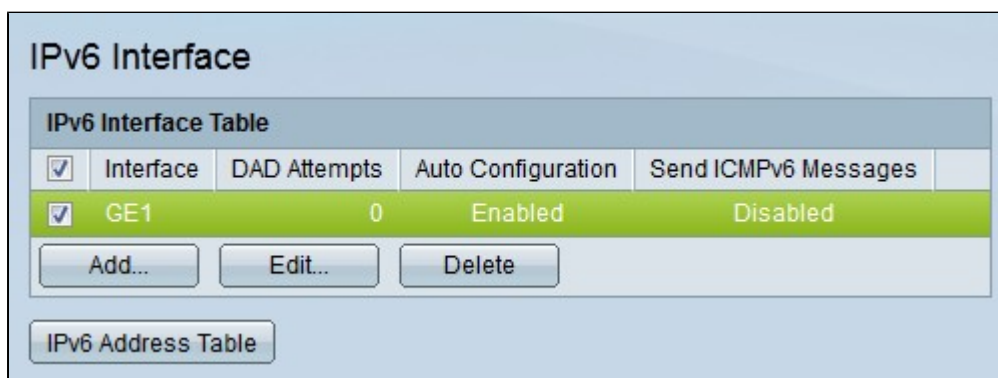 IPv6 Interface
IPv6 Interface Table
Interface DAD Attempts Auto Configuration Send ICMPv6 Messages
GE1 0 Enabled Disabled
Add... Edit... Delete
IPv6 Address Table